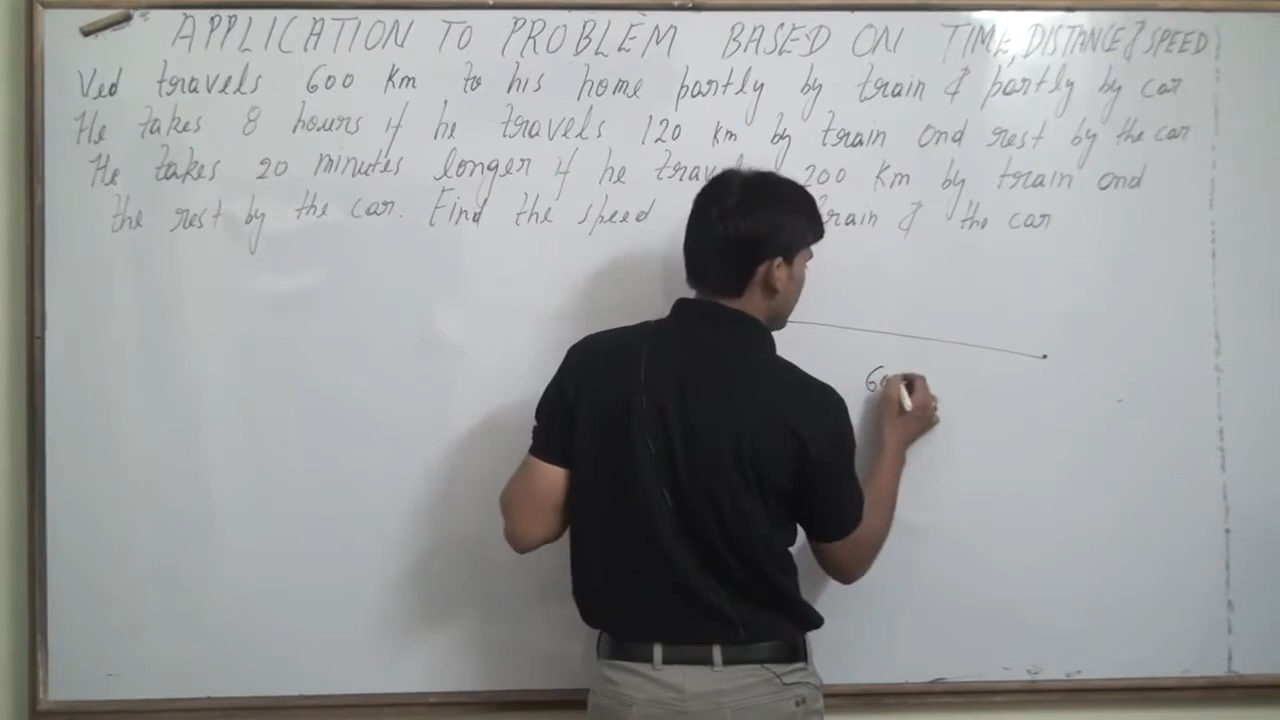 APPLICATION TO PROBLEM BASED ON TIME, DISTANCE & SPEED
Ved travels 600 Km to his home partly by train & partly by car
He takes 8 hours if he travels 120 km by train and rest by the car
He takes 20 minutes longer if he 200 Km by train and
the rest by the car. Find the speed train & the car